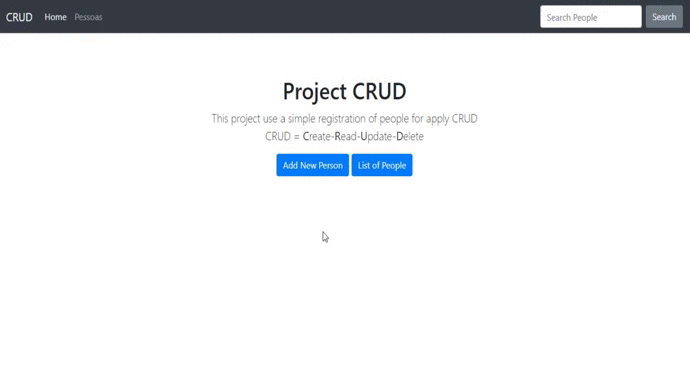 CRUD Home Pessoas Search People Search
Project CRUD
This project use a simple registration of people for apply CRUD
CRUD = Create-Read-Update-Delete
Add New Person List of People